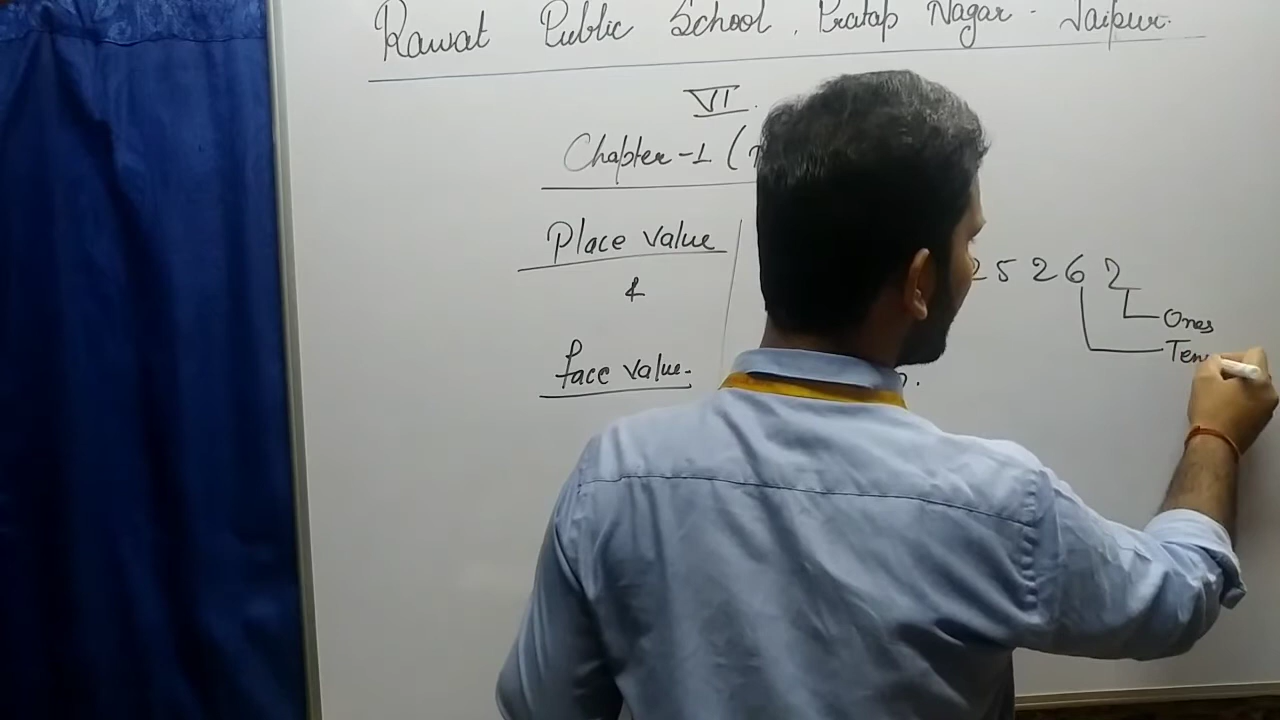 Rawat Public School, Pratap Nagar - Jaipur.
VI.
Chapter-1 (
Place value
&
face value.
2 5 2 6 2
Ones
Tens